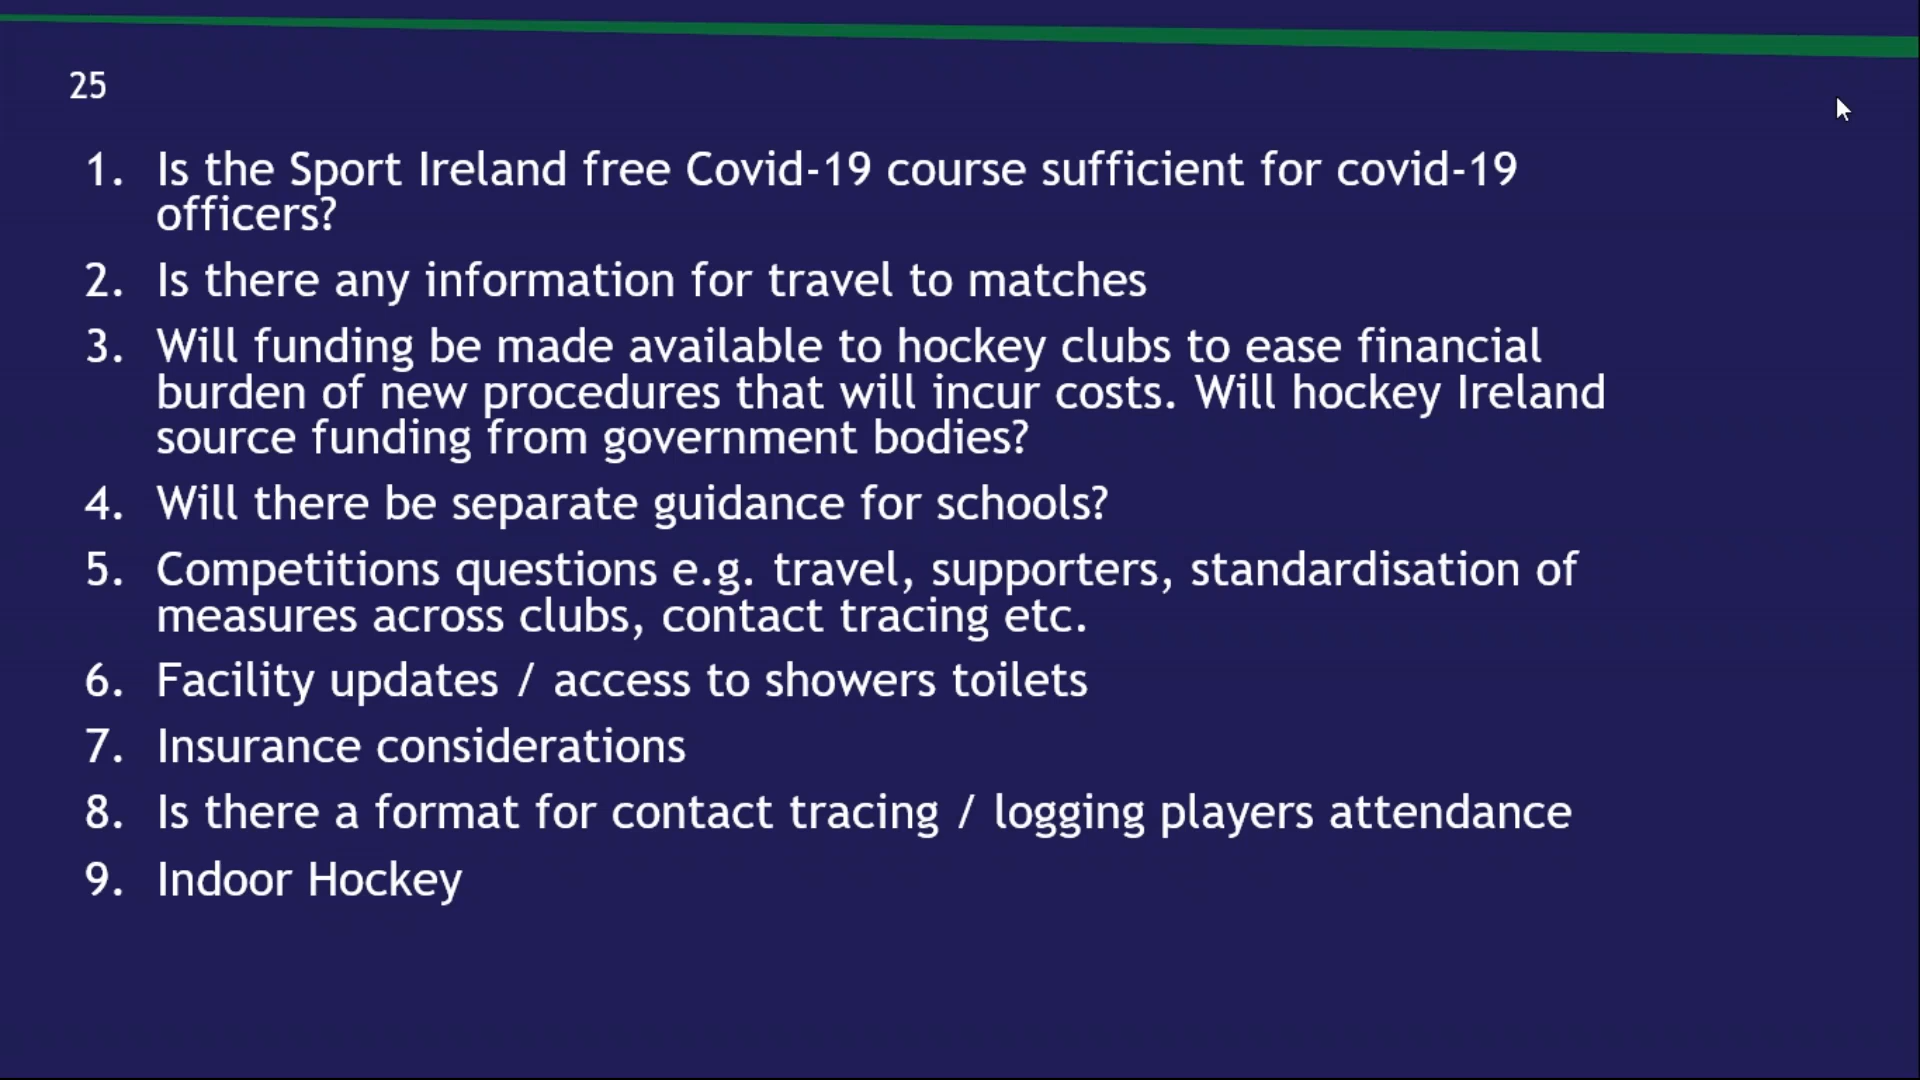 25
1. Is the Sport Ireland free Covid-19 course sufficient for covid-19
officers?
2. Is there any information for travel to matches
3. Will funding be made available to hockey clubs to ease financial
burden of new procedures that will incur costs. Will hockey Ireland
source funding from government bodies?
4. Will there be separate guidance for schools?
5. Competitions questions e.g. travel, supporters, standardisation of
measures across clubs, contact tracing etc.
6. Facility updates / access to showers toilets
7. Insurance considerations
8. Is there a format for contact tracing / logging players attendance
9. Indoor Hockey